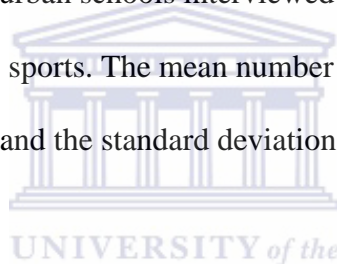 urban schools interviewed
sports. The mean number
and the standard deviation
UNIVERSITY of the